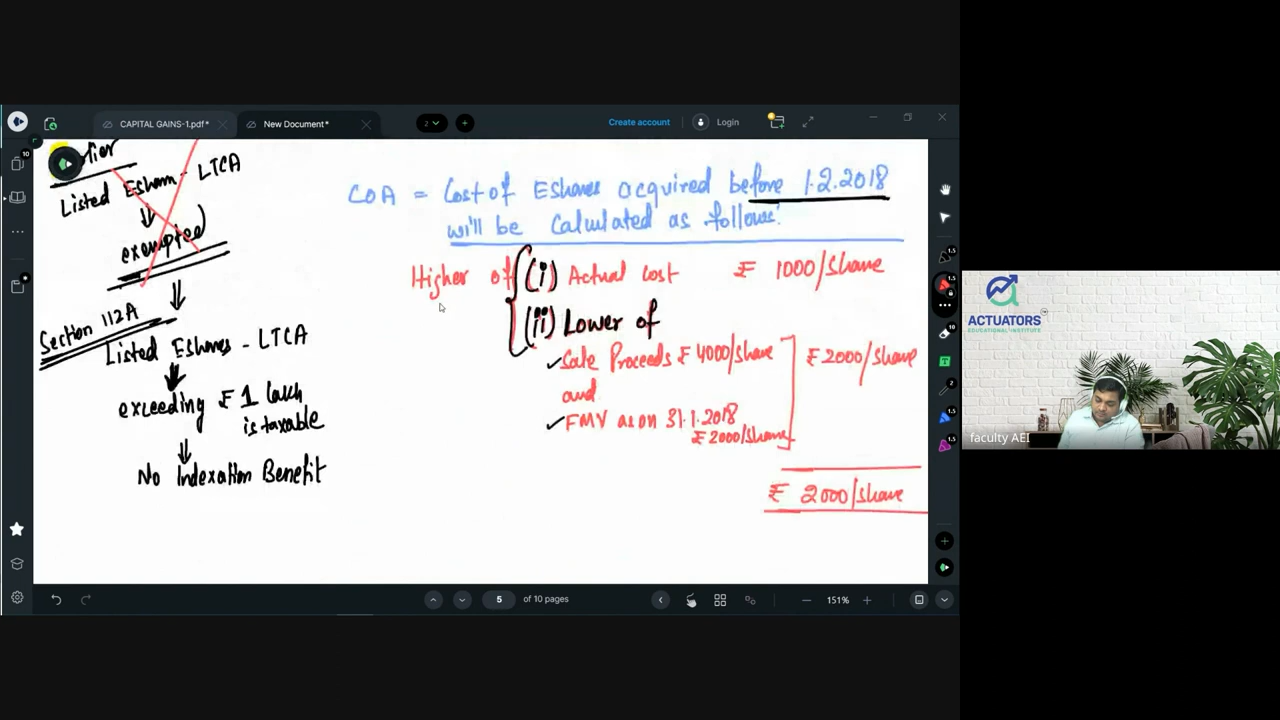 CAPITAL GAINS-1.pdf*
New Document*
2
Create account
Login
Listed Eshares - LTCA
exempted
Section 112A
Listed Eshares - LTCA
exceeding ₹ 1 lakh
is taxable
No Indexation Benefit
COA = Cost of Eshares acquired before 1.2.2018
will be calculated as follows:
Higher of (i) Actual cost ₹ 1000/share
(ii) Lower of
Sale Proceeds ₹ 4000/share ₹ 2000/share
and
FMV as on 31.1.2018
₹ 2000/share
₹ 2000/share
5 of 10 pages
151%
ACTUATORS
EDUCATIONAL INSTITUTE
faculty AEI